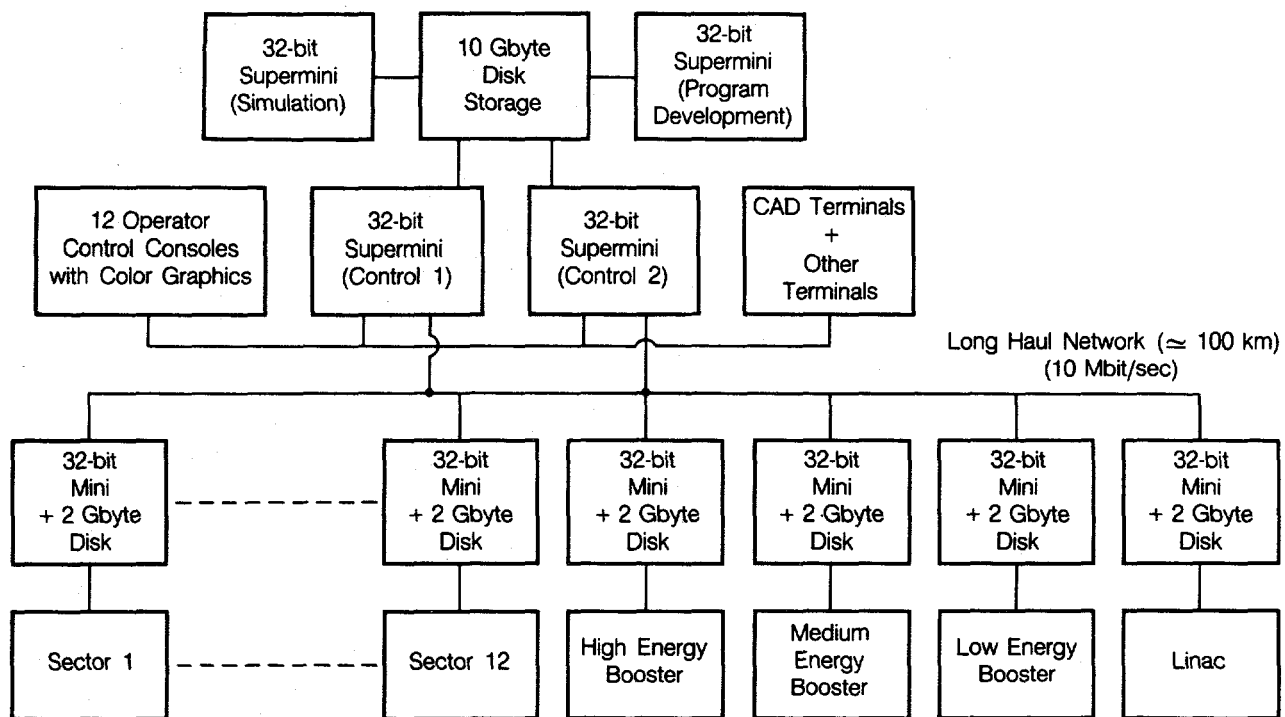 32-bit
Supermini
(Simulation)
10 Gbyte
Disk
Storage
32-bit
Supermini
(Program
Development)
12 Operator
Control Consoles
with Color Graphics
32-bit
Supermini
(Control 1)
32-bit
Supermini
(Control 2)
CAD Terminals
+
Other
Terminals
Long Haul Network (≃ 100 km)
(10 Mbit/sec)
32-bit
Mini
+ 2 Gbyte
Disk
32-bit
Mini
+ 2 Gbyte
Disk
32-bit
Mini
+ 2 Gbyte
Disk
32-bit
Mini
+ 2 Gbyte
Disk
32-bit
Mini
+ 2 Gbyte
Disk
32-bit
Mini
+ 2 Gbyte
Disk
Sector 1
Sector 12
High Energy
Booster
Medium
Energy
Booster
Low Energy
Booster
Linac